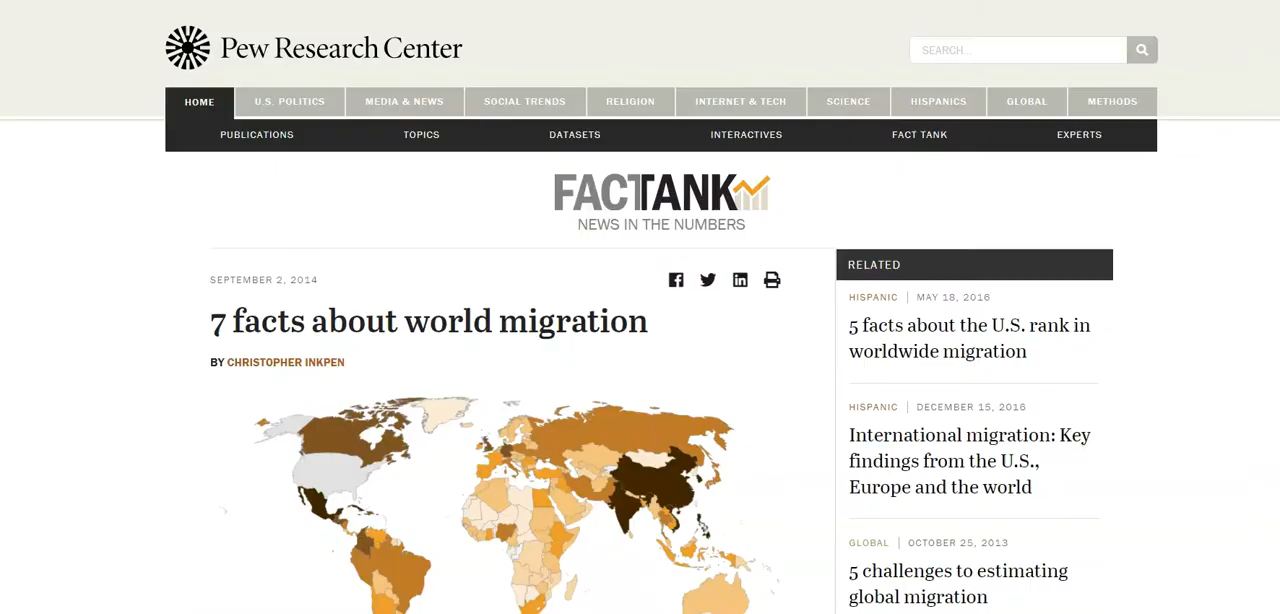 Pew Research Center
SEARCH...
HOME
U.S. POLITICS
MEDIA & NEWS
SOCIAL TRENDS
RELIGION
INTERNET & TECH
SCIENCE
HISPANICS
GLOBAL
METHODS
PUBLICATIONS
TOPICS
DATASETS
INTERACTIVES
FACT TANK
EXPERTS
FACTTANK
NEWS IN THE NUMBERS
SEPTEMBER 2, 2014
7 facts about world migration
BY CHRISTOPHER INKPEN
RELATED
HISPANIC | MAY 18, 2016
5 facts about the U.S. rank in
worldwide migration
HISPANIC | DECEMBER 15, 2016
International migration: Key
findings from the U.S.,
Europe and the world
GLOBAL | OCTOBER 25, 2013
5 challenges to estimating
global migration